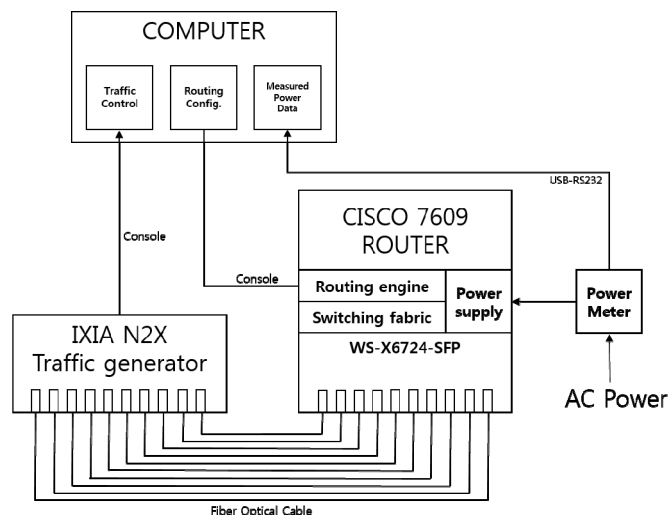 COMPUTER
Traffic
Control
Routing
Config.
Measured
Power
Data
USB-RS232
Console
Console
CISCO 7609
ROUTER
Routing engine
Switching fabric
Power
supply
WS-X6724-SFP
Power
Meter
AC Power
IXIA N2X
Traffic generator
Fiber Optical Cable